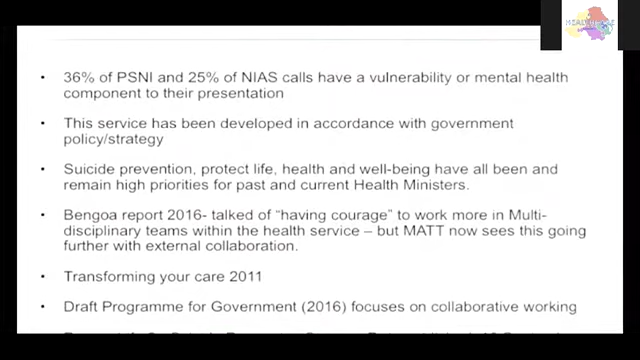 HEALTHCARE
• 36% of PSNI and 25% of NIAS calls have a vulnerability or mental health
component to their presentation
• This service has been developed in accordance with government
policy/strategy
• Suicide prevention, protect life, health and well-being have all been and
remain high priorities for past and current Health Ministers.
• Bengoa report 2016- talked of “having courage” to work more in Multi-
disciplinary teams within the health service – but MATT now sees this going
further with external collaboration.
• Transforming your care 2011
• Draft Programme for Government (2016) focuses on collaborative working